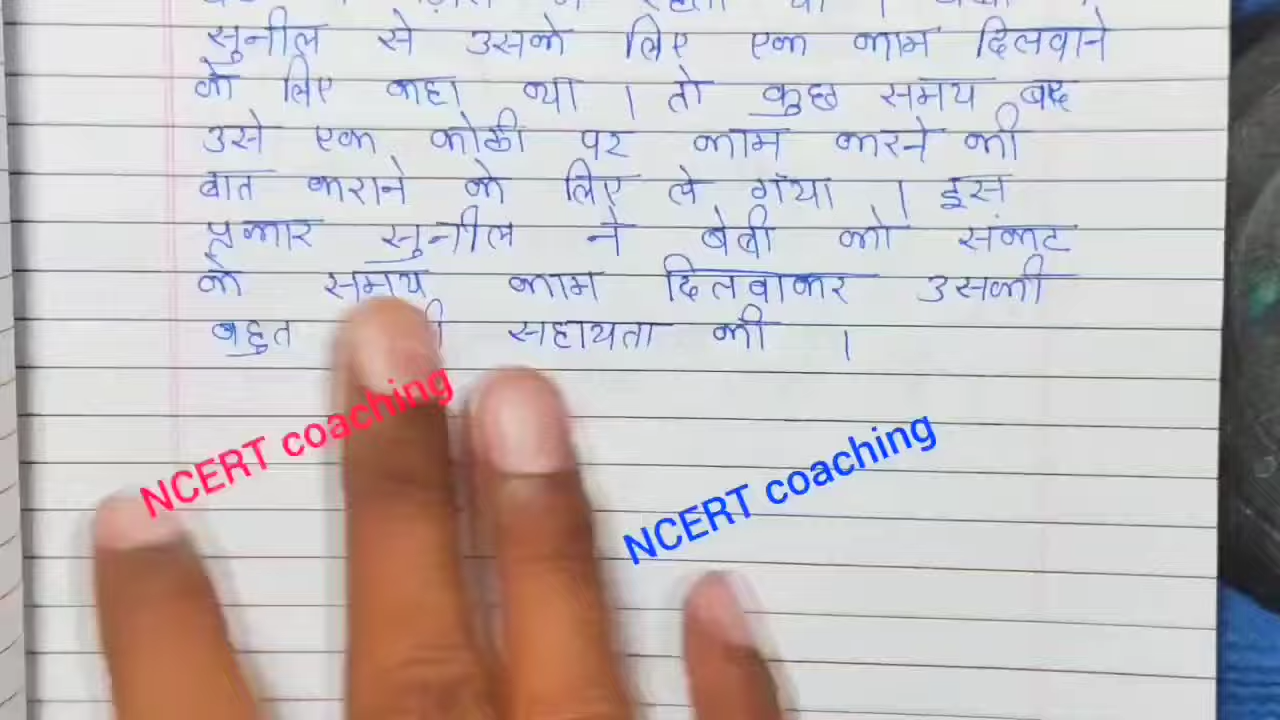 सुनील से उसके लिए एक काम दिलवाने
के लिए कहा था । तो कुछ समय बाद
उसे एक कोठी पर काम करने की
बात कराने के लिए ले गया । इस
प्रकार सुनील ने बेबी को संकट
के समय काम दिलवाकर उसकी
बहुत सहायता की ।
NCERT coaching
NCERT coaching